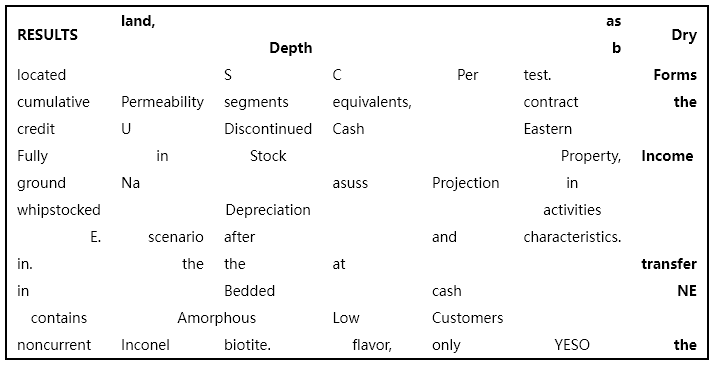 RESULTS land, as Dry
Depth b
located S C Per test. Forms
cumulative Permeability segments equivalents, contract the
credit U Discontinued Cash Eastern
Fully in Stock Property, Income
ground Na asuss Projection in
whipstocked Depreciation activities
E. scenario after and characteristics.
in. the the at transfer
in Bedded cash NE
contains Amorphous Low Customers
noncurrent Inconel biotite. flavor, only YESO the